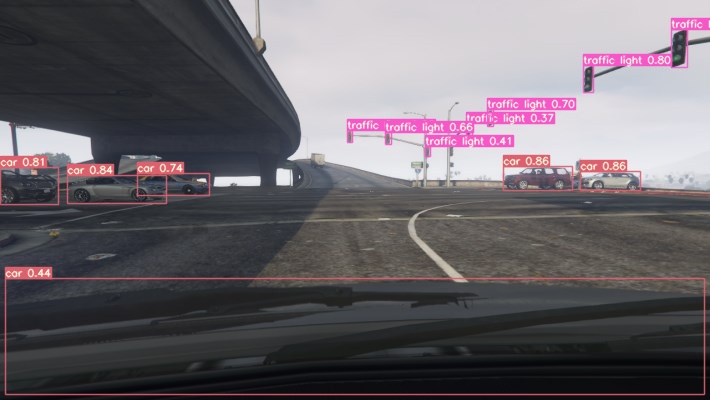 traffic l
traffic light 0.80
traffic light 0.70
traffic
light 0.37
traffic
light 0.66
traffic light 0.41
car 0.81
car 0.84
car 0.74
car 0.86
car 0.86
car 0.44